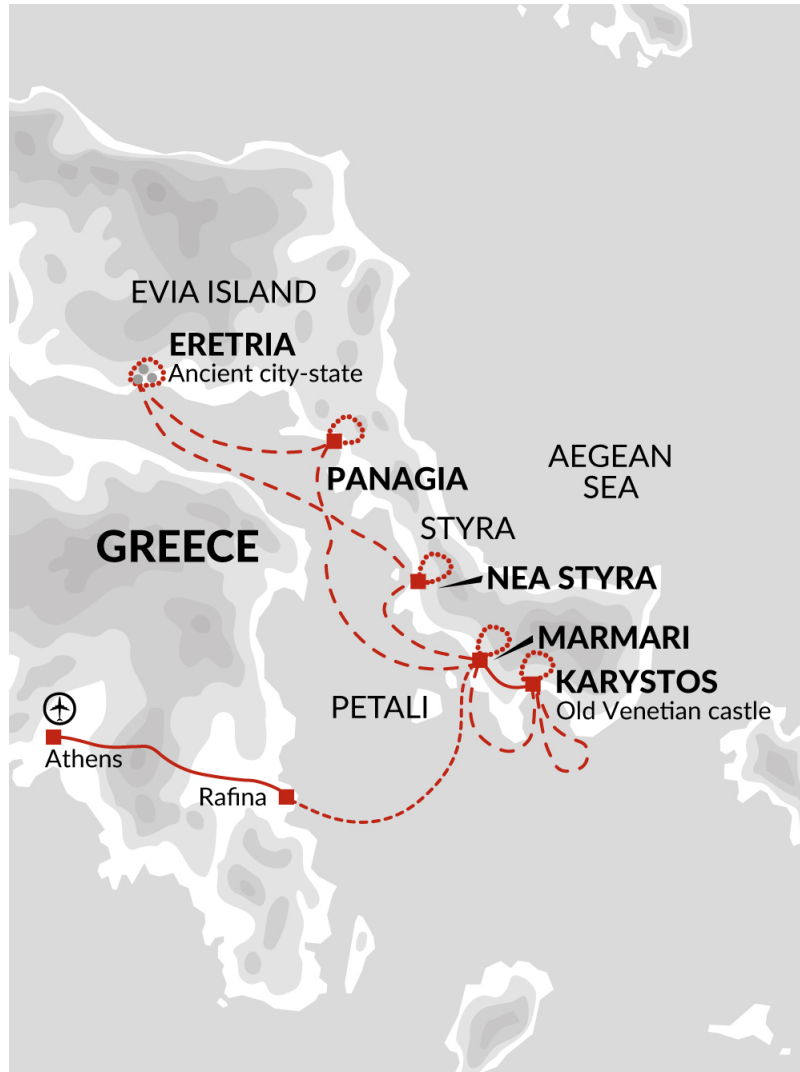 EVIA ISLAND
ERETRIA
Ancient city-state
PANAGIA
AEGEAN
SEA
STYRA
GREECE
NEA STYRA
MARMARI
KARYSTOS
Old Venetian castle
PETALI
Athens
Rafina